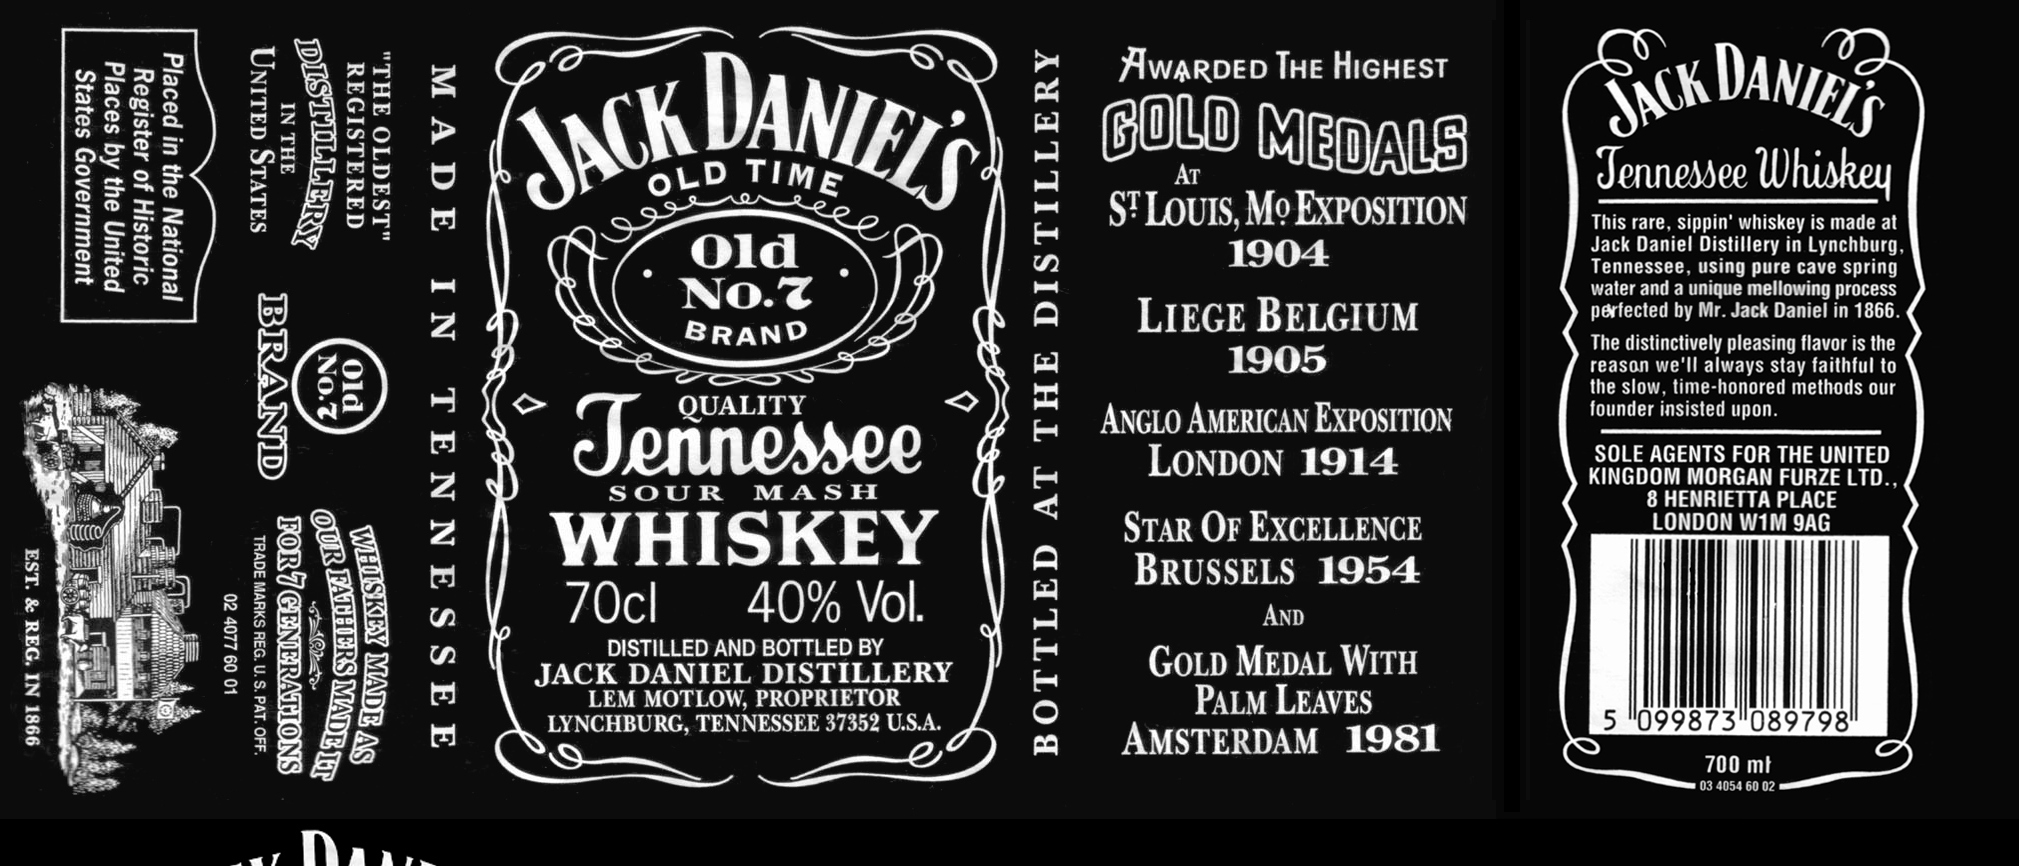 Placed in the National
Register of Historic
Places by the United
States Government
"THE OLDEST"
REGISTERED
DISTILLERY
IN THE
UNITED STATES
Old
No.7
BRAND
WHISKEY MADE AS
OUR FATHERS MADE IT
FOR 7 GENERATIONS
TRADE MARKS REG. U.S. PAT. OFF.
02 4077 60 01
EST. & REG. IN 1866
MADE IN TENNESSEE
JACK DANIEL'S
OLD TIME
Old
No.7
BRAND
QUALITY
Tennessee
SOUR MASH
WHISKEY
70cl 40% Vol.
DISTILLED AND BOTTLED BY
JACK DANIEL DISTILLERY
LEM MOTLOW, PROPRIETOR
LYNCHBURG, TENNESSEE 37352 U.S.A.
BOTTLED AT THE DISTILLERY
AWARDED THE HIGHEST
GOLD MEDALS
AT
ST. LOUIS, MO. EXPOSITION
1904
LIEGE BELGIUM
1905
ANGLO AMERICAN EXPOSITION
LONDON 1914
STAR OF EXCELLENCE
BRUSSELS 1954
AND
GOLD MEDAL WITH
PALM LEAVES
AMSTERDAM 1981
JACK DANIEL'S
Tennessee Whiskey
This rare, sippin' whiskey is made at
Jack Daniel Distillery in Lynchburg,
Tennessee, using pure cave spring
water and a unique mellowing process
perfected by Mr. Jack Daniel in 1866.
The distinctively pleasing flavor is the
reason we'll always stay faithful to
the slow, time-honored methods our
founder insisted upon.
SOLE AGENTS FOR THE UNITED
KINGDOM MORGAN FURZE LTD.,
8 HENRIETTA PLACE
LONDON W1M 9AG
5 099873 089798
700 ml
03 4054 60 02